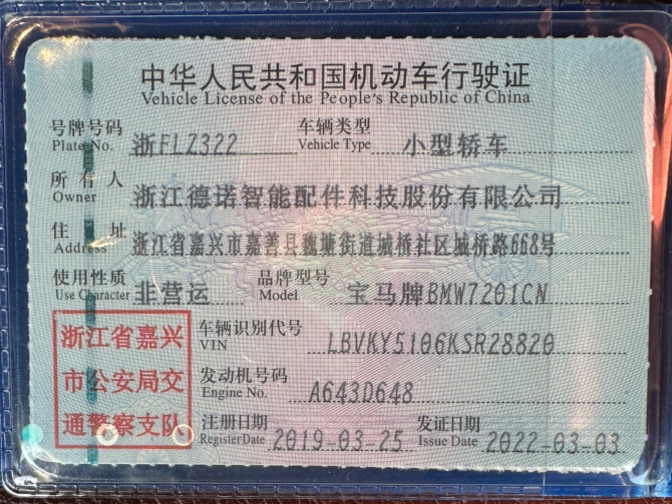 中华人民共和国机动车行驶证
Vehicle License of the People's Republic of China
号牌号码 浙FLZ322 车辆类型 小型轿车
Plate No. Vehicle Type
所有人 浙江德诺智能配件科技股份有限公司
Owner
住址 浙江省嘉兴市嘉善县魏塘街道城桥社区城桥路668号
Address
使用性质 非营运 品牌型号 宝马牌BMW7201CN
Use Character Model
浙江省嘉兴
市公安局交
通警察支队
车辆识别代号 LBVKY5106KSR28820
VIN
发动机号码 A643D648
Engine No.
注册日期 2019-03-25 发证日期 2022-03-03
Register Date Issue Date